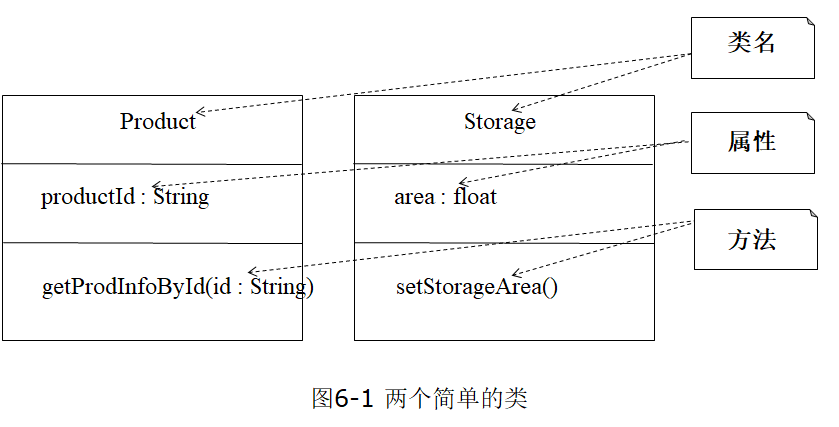 类名
Product
Storage
属性
productId : String
area : float
方法
getProdInfoById(id : String)
setStorageArea()
图6-1 两个简单的类